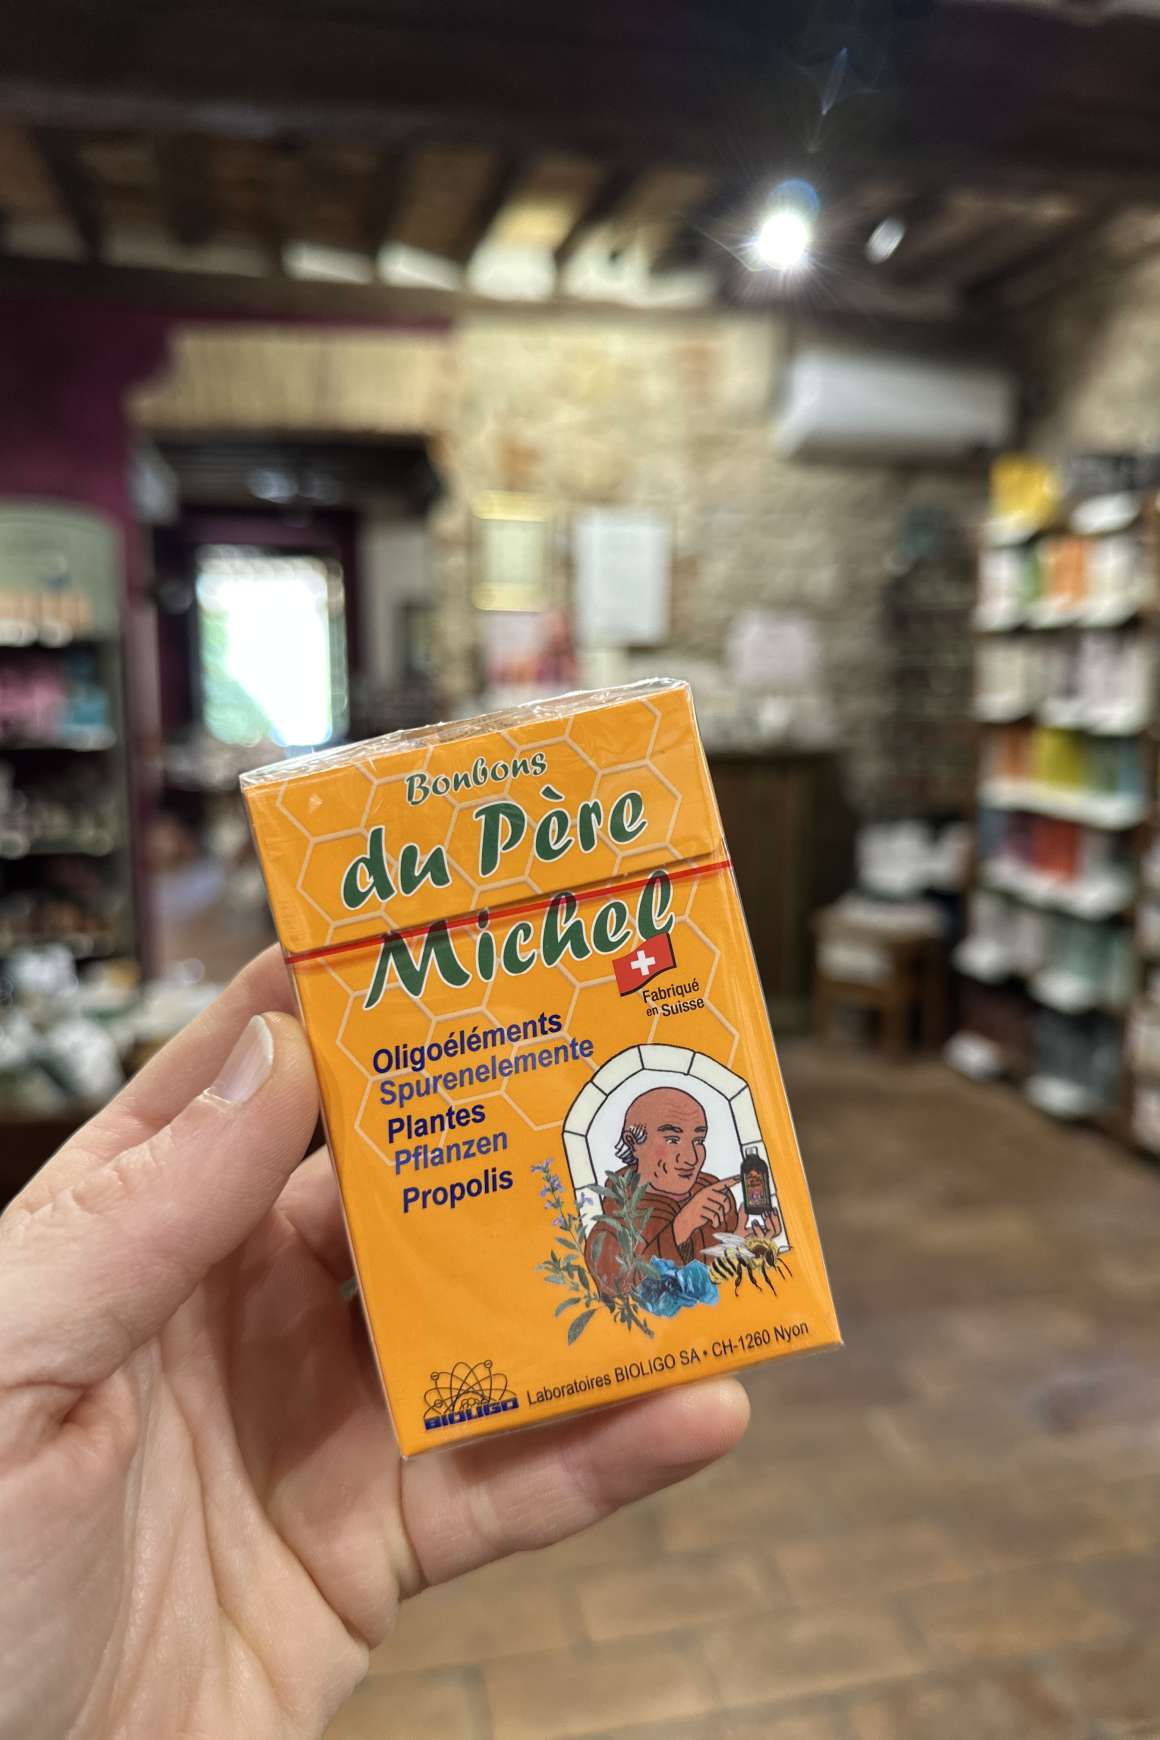 Bonbons
du Père
Michel
Fabriqué
en Suisse
Oligoéléments
Spurenelemente
Plantes
Pflanzen
Propolis
BIOLIGO
Laboratoires BIOLIGO SA • CH-1260 Nyon